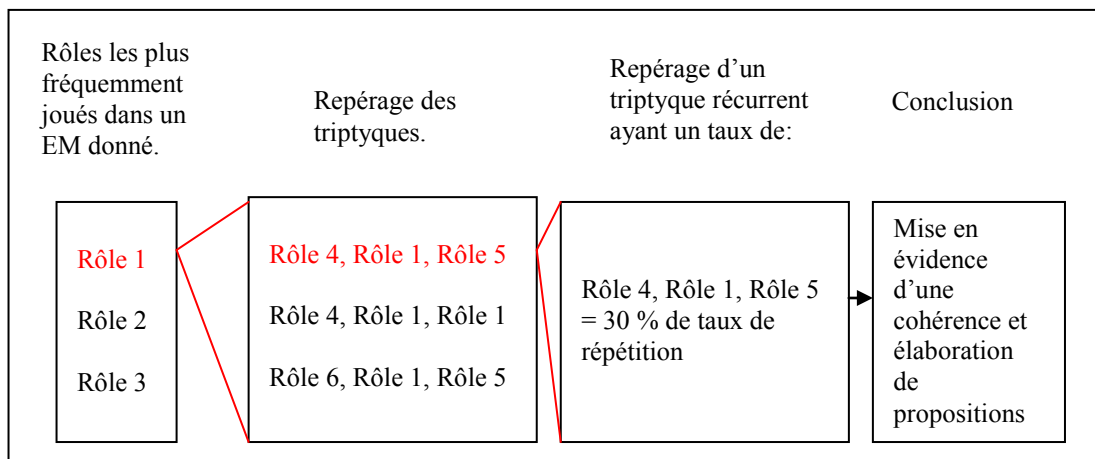 Rôles les plus
fréquemment
joués dans un
EM donné.
Repérage des
triptyques.
Repérage d’un
triptyque récurrent
ayant un taux de:
Conclusion
Rôle 1
Rôle 2
Rôle 3
Rôle 4, Rôle 1, Rôle 5
Rôle 4, Rôle 1, Rôle 1
Rôle 6, Rôle 1, Rôle 5
Rôle 4, Rôle 1, Rôle 5
= 30 % de taux de
répétition
Mise en
évidence
d’une
cohérence et
élaboration
de
propositions